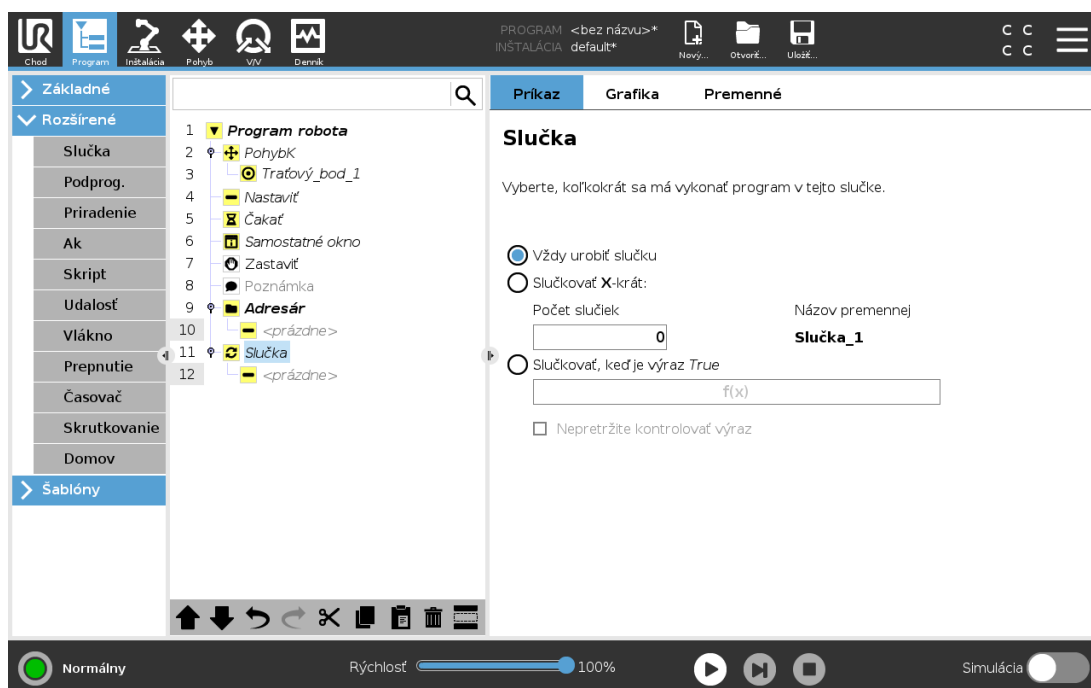 PROGRAM <bez názvu>*
INŠTALÁCIA default*
Chod
Program
Inštalácia
Pohyb
V/V
Denník
Nový...
Otvoriť...
Uložiť...
C C
C C
Základné
Rozšírené
Slučka
Podprog.
Priradenie
Ak
Skript
Udalosť
Vlákno
Prepnutie
Časovač
Skrutkovanie
Domov
Šablóny
1 Program robota
2 PohybK
3 Traťový_bod_1
4 Nastaviť
5 Čakať
6 Samostatné okno
7 Zastaviť
8 Poznámka
9 Adresár
10 <prázdne>
11 Slučka
12 <prázdne>
Príkaz
Grafika
Premenné
Slučka
Vyberte, koľkokrát sa má vykonať program v tejto slučke.
Vždy urobiť slučku
Slučkovať X-krát:
Počet slučiek
Názov premennej
0
Slučka_1
Slučkovať, keď je výraz True
f(x)
Nepretržite kontrolovať výraz
Normálny
Rýchlosť
100%
Simulácia